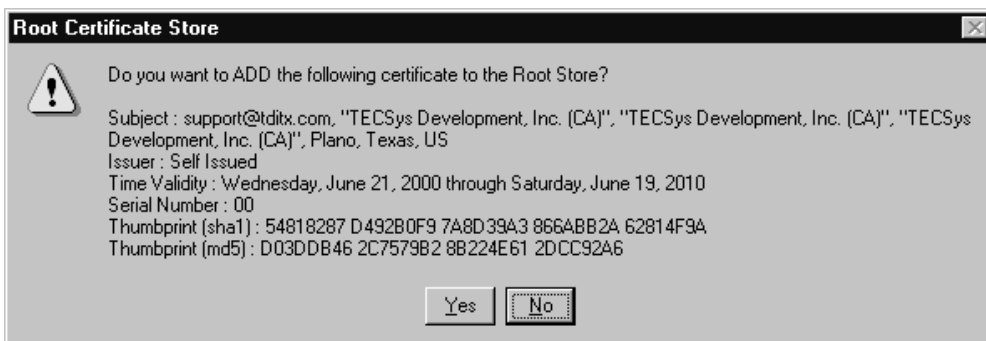 Root Certificate Store
Do you want to ADD the following certificate to the Root Store?
Subject : support@tditx.com, "TECSys Development, Inc. (CA)", "TECSys Development, Inc. (CA)", "TECSys
Development, Inc. (CA)", Plano, Texas, US
Issuer : Self Issued
Time Validity : Wednesday, June 21, 2000 through Saturday, June 19, 2010
Serial Number : 00
Thumbprint (sha1) : 54818287 D492B0F9 7A8D39A3 866ABB2A 62814F9A
Thumbprint (md5) : D03DDB46 2C7579B2 8B224E61 2DCC92A6
Yes No